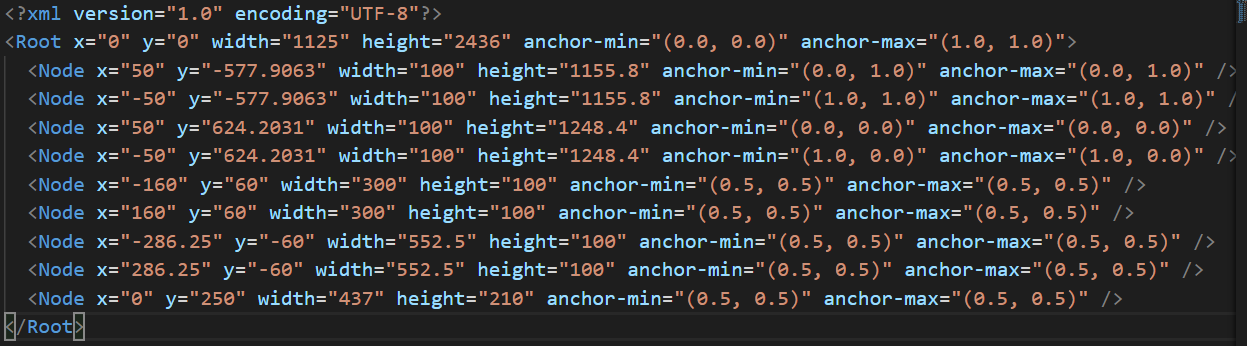 <?xml version="1.0" encoding="UTF-8"?>
<Root x="0" y="0" width="1125" height="2436" anchor-min="(0.0, 0.0)" anchor-max="(1.0, 1.0)">
<Node x="50" y="-577.9063" width="100" height="1155.8" anchor-min="(0.0, 1.0)" anchor-max="(0.0, 1.0)" />
<Node x="-50" y="-577.9063" width="100" height="1155.8" anchor-min="(1.0, 1.0)" anchor-max="(1.0, 1.0)" /
<Node x="50" y="624.2031" width="100" height="1248.4" anchor-min="(0.0, 0.0)" anchor-max="(0.0, 0.0)" />
<Node x="-50" y="624.2031" width="100" height="1248.4" anchor-min="(1.0, 0.0)" anchor-max="(1.0, 0.0)" />
<Node x="-160" y="60" width="300" height="100" anchor-min="(0.5, 0.5)" anchor-max="(0.5, 0.5)" />
<Node x="160" y="60" width="300" height="100" anchor-min="(0.5, 0.5)" anchor-max="(0.5, 0.5)" />
<Node x="-286.25" y="-60" width="552.5" height="100" anchor-min="(0.5, 0.5)" anchor-max="(0.5, 0.5)" />
<Node x="286.25" y="-60" width="552.5" height="100" anchor-min="(0.5, 0.5)" anchor-max="(0.5, 0.5)" />
<Node x="0" y="250" width="437" height="210" anchor-min="(0.5, 0.5)" anchor-max="(0.5, 0.5)" />
</Root>